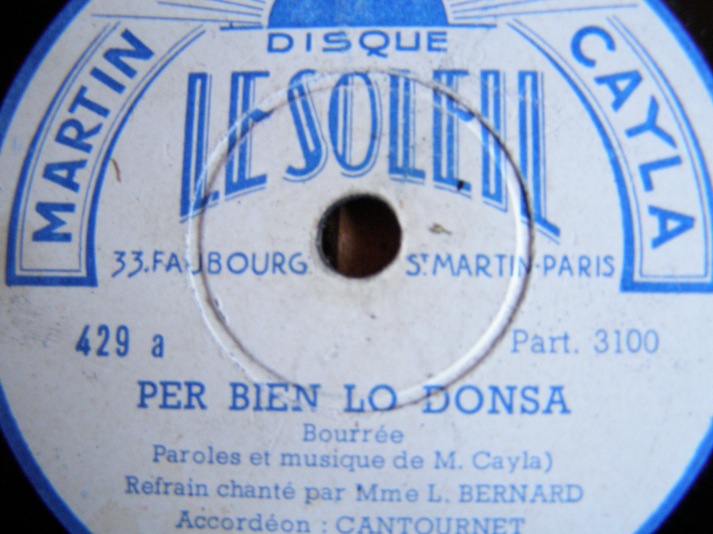 DISQUE
MARTIN CAYLA
LE SOLEIL
33.FAUBOURG ST MARTIN-PARIS
429 a Part. 3100
PER BIEN LO DONSA
Bourrée
Paroles et musique de M. Cayla)
Refrain chanté par Mme L. BERNARD
Accordéon : CANTOURNET